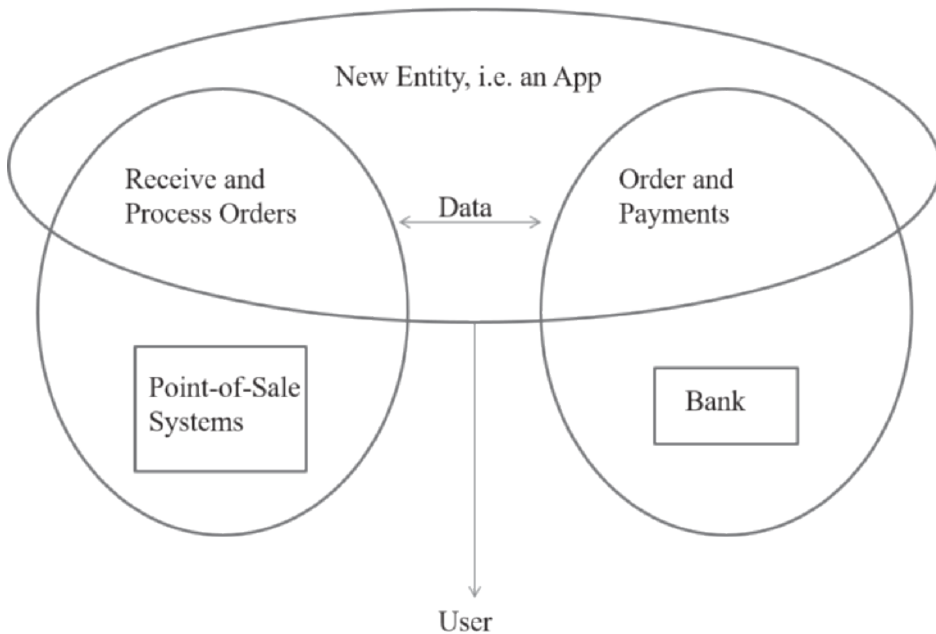 New Entity, i.e. an App
Receive and
Process Orders
Data
Order and
Payments
Point-of-Sale
Systems
Bank
User